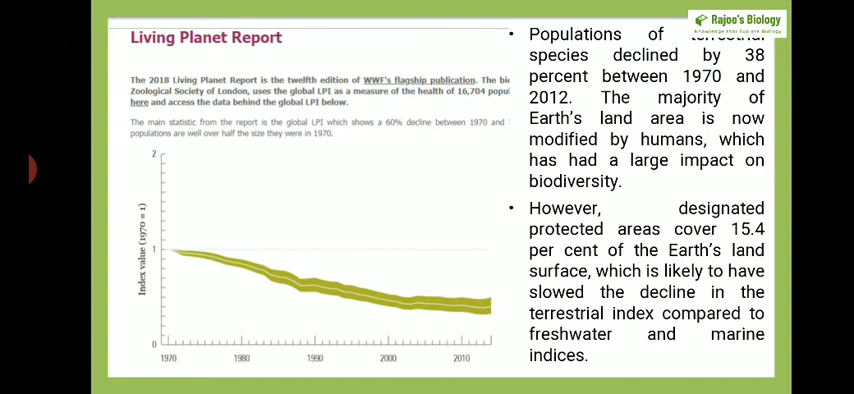 Rajoo's Biology
Knowledge that Explore Biology
Living Planet Report
The 2018 Living Planet Report is the twelfth edition of WWF's flagship publication. The
Zoological Society of London, uses the global LPI as a measure of the health of 16,704
here and access the data behind the global LPI below.
The main statistic from the report is the global LPI which shows a 60% decline between 1970 and
populations are well over half the size they were in 1970.
Index value (1970 = 1)
2
1
0
1970 1980 1990 2000 2010
• Populations of
species declined by 38
percent between 1970 and
2012. The majority of
Earth's land area is now
modified by humans, which
has had a large impact on
biodiversity.
• However, designated
protected areas cover 15.4
per cent of the Earth's land
surface, which is likely to have
slowed the decline in the
terrestrial index compared to
freshwater and marine
indices.